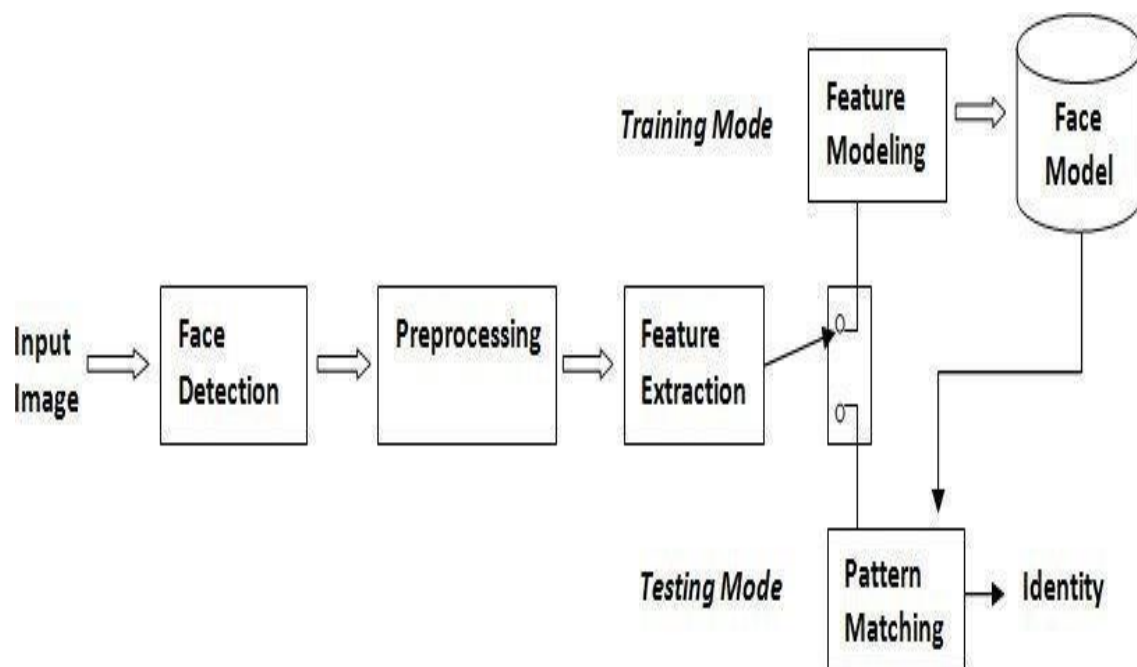 Input
Image
Face
Detection
Preprocessing
Feature
Extraction
Training Mode
Feature
Modeling
Face
Model
Testing Mode
Pattern
Matching
Identity